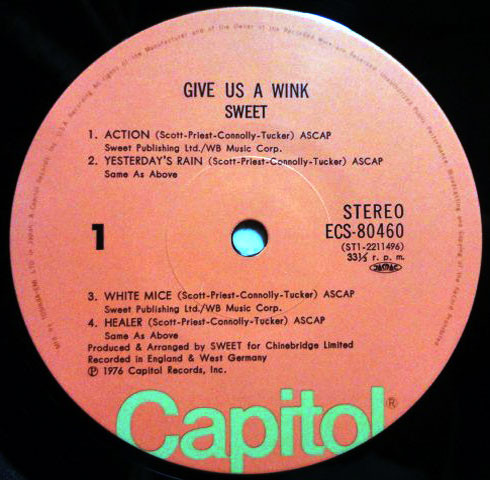 GIVE US A WINK
SWEET
1. ACTION (Scott-Priest-Connolly-Tucker) ASCAP
Sweet Publishing Ltd./WB Music Corp.
2. YESTERDAY'S RAIN (Scott-Priest-Connolly-Tucker) ASCAP
Same As Above
1
STEREO
ECS-80460
(ST1-2211496)
33⅓ r. p. m.
JASRAC
3. WHITE MICE (Scott-Priest-Connolly-Tucker) ASCAP
Sweet Publishing Ltd./WB Music Corp.
4. HEALER (Scott-Priest-Connolly-Tucker) ASCAP
Same As Above
Produced & Arranged by SWEET for Chinebridge Limited
Recorded in England & West Germany
Ⓟ 1976 Capitol Records, Inc.
Capitol®